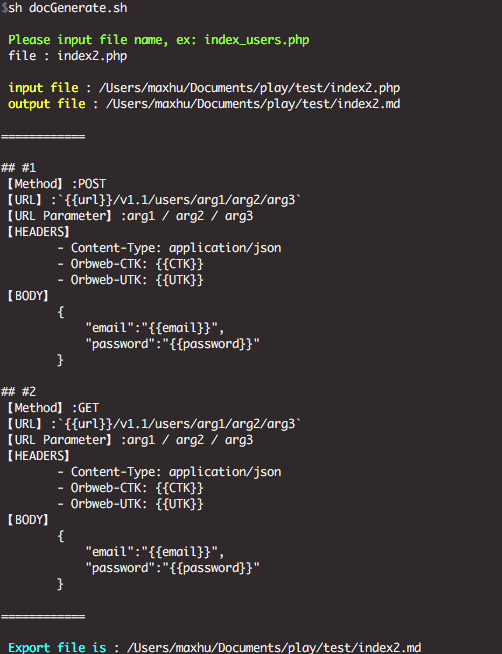 $sh docGenerate.sh
Please input file name, ex: index_users.php
file : index2.php
input file : /Users/maxhu/Documents/play/test/index2.php
output file : /Users/maxhu/Documents/play/test/index2.md
============
## #1
【Method】:POST
【URL】:`{{url}}/v1.1/users/arg1/arg2/arg3`
【URL Parameter】:arg1 / arg2 / arg3
【HEADERS】
- Content-Type: application/json
- Orbweb-CTK: {{CTK}}
- Orbweb-UTK: {{UTK}}
【BODY】
{
"email":"{{email}}",
"password":"{{password}}"
}
## #2
【Method】:GET
【URL】:`{{url}}/v1.1/users/arg1/arg2/arg3`
【URL Parameter】:arg1 / arg2 / arg3
【HEADERS】
- Content-Type: application/json
- Orbweb-CTK: {{CTK}}
- Orbweb-UTK: {{UTK}}
【BODY】
{
"email":"{{email}}",
"password":"{{password}}"
}
============
Export file is : /Users/maxhu/Documents/play/test/index2.md